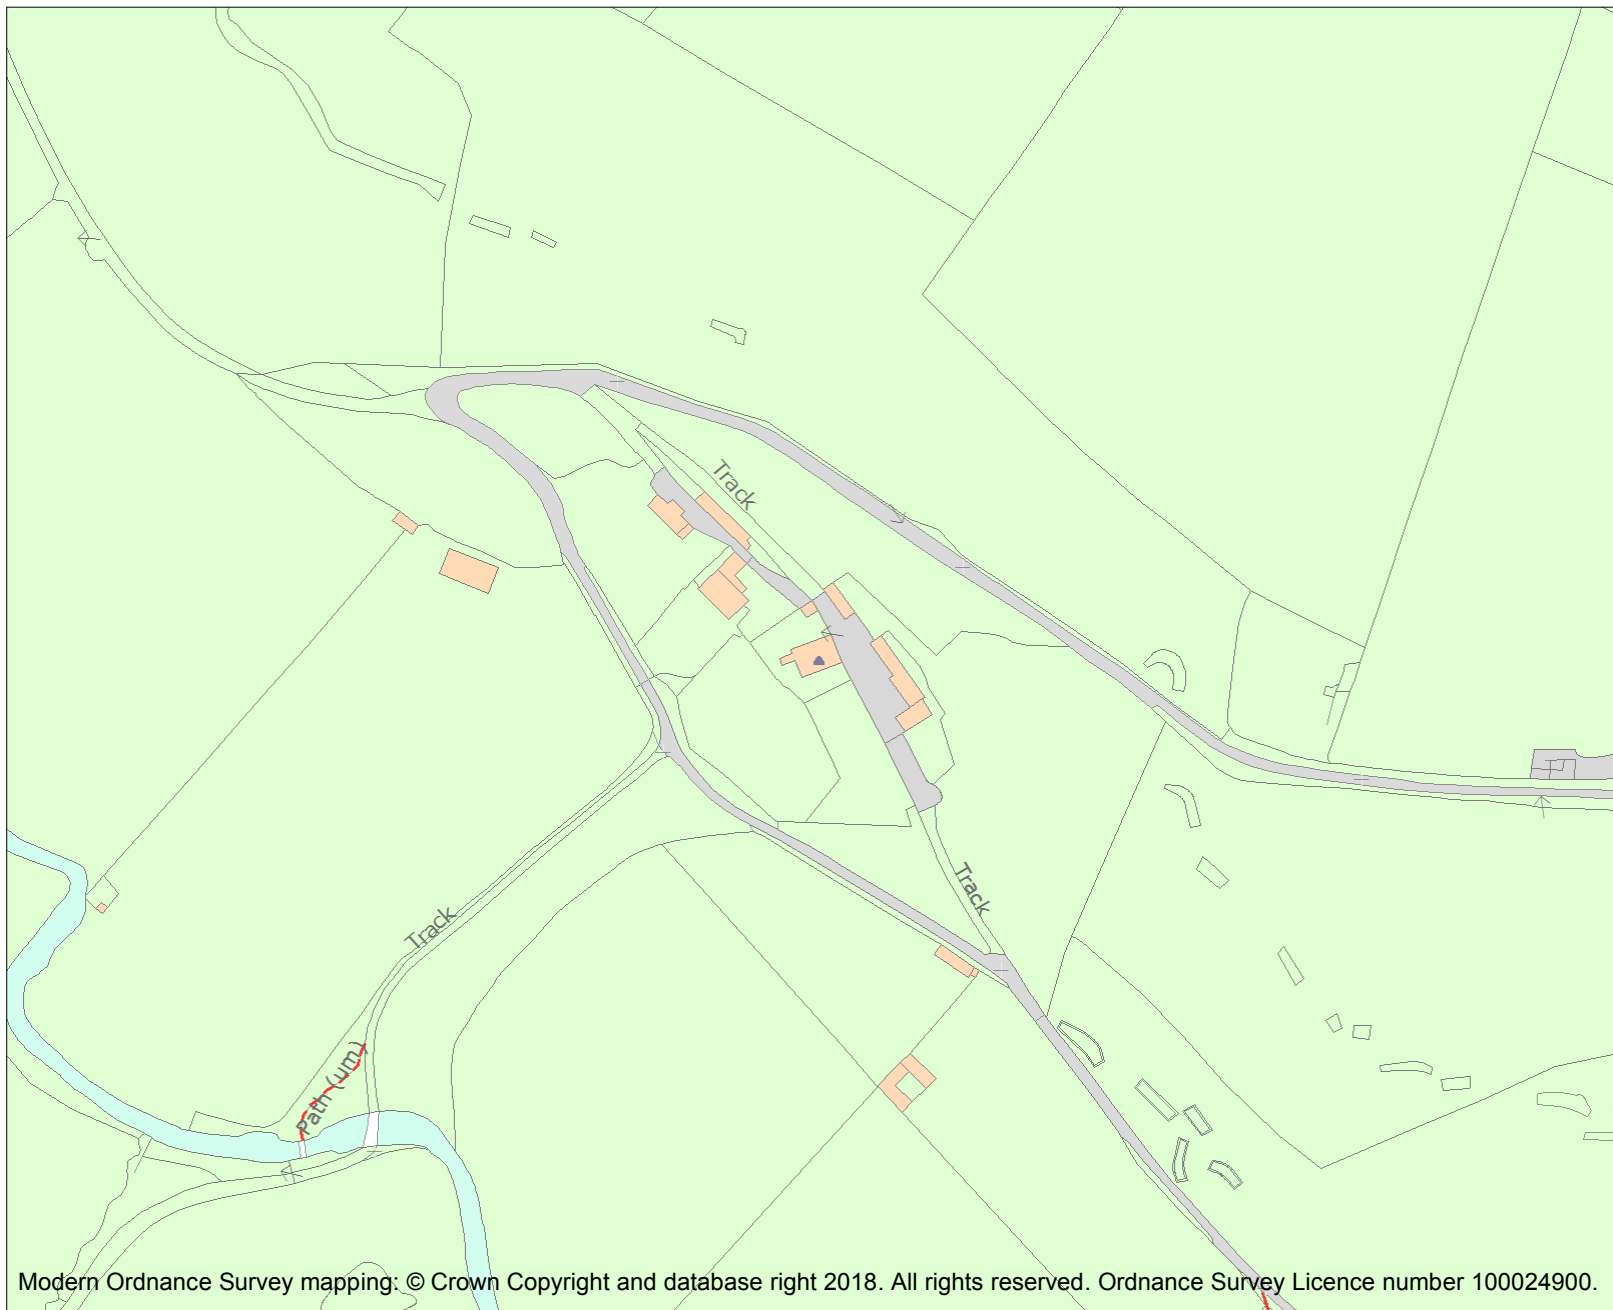 Track
Track
Track
Path (um)
Modern Ordnance Survey mapping: © Crown Copyright and database right 2018. All rights reserved. Ordnance Survey Licence number 100024900.